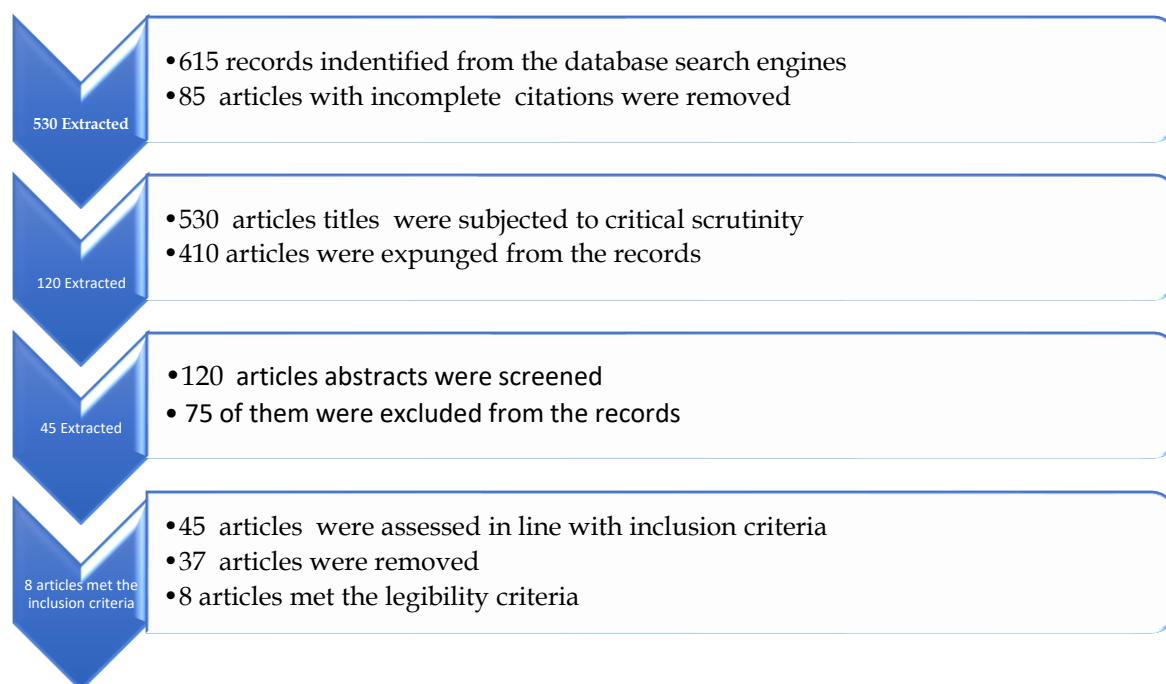 •615 records indentified from the database search engines
•85 articles with incomplete citations were removed
530 Extracted
•530 articles titles were subjected to critical scrutinity
•410 articles were expunged from the records
120 Extracted
•120 articles abstracts were screened
• 75 of them were excluded from the records
45 Extracted
•45 articles were assessed in line with inclusion criteria
•37 articles were removed
•8 articles met the legibility criteria
8 articles met the
inclusion criteria